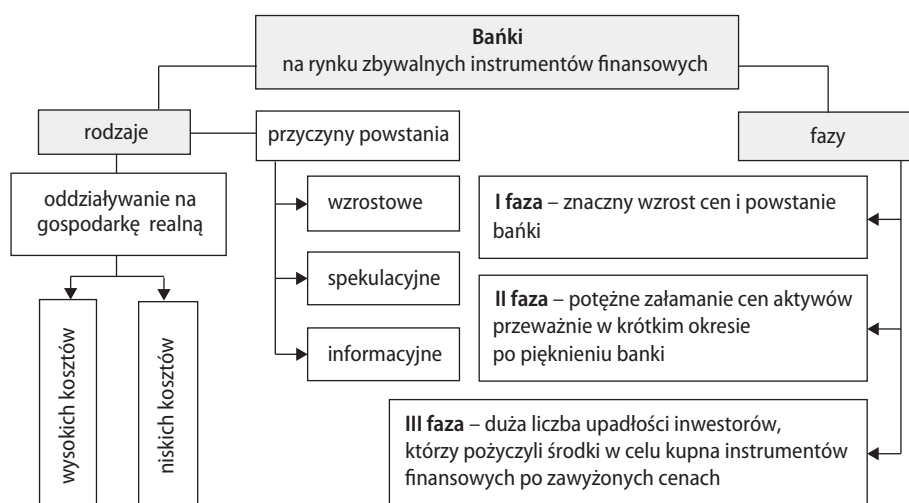 Bańki
na rynku zbywalnych instrumentów finansowych
rodzaje
przyczyny powstania
fazy
oddziaływanie na
gospodarkę realną
wzrostowe
spekulacyjne
informacyjne
wysokich kosztów
niskich kosztów
I faza – znaczny wzrost cen i powstanie
bańki
II faza – potężne załamanie cen aktywów
przeważnie w krótkim okresie
po pięknieniu banki
III faza – duża liczba upadłości inwestorów,
którzy pożyczyli środki w celu kupna instrumentów
finansowych po zawyżonych cenach